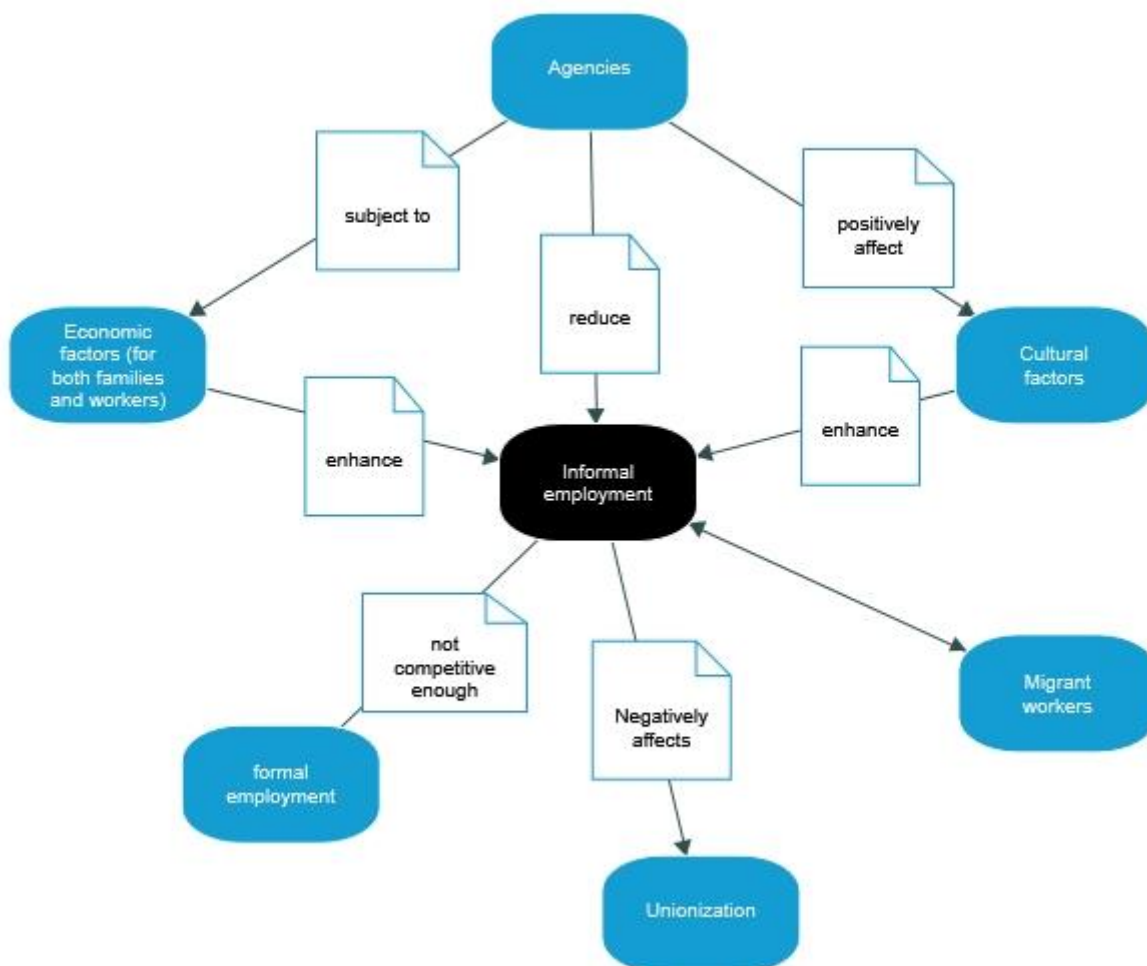 Agencies
subject to
positively
affect
reduce
Economic
factors (for
both families
and workers)
Cultural
factors
enhance
enhance
Informal
employment
not
competitive
enough
Negatively
affects
Migrant
workers
formal
employment
Unionization